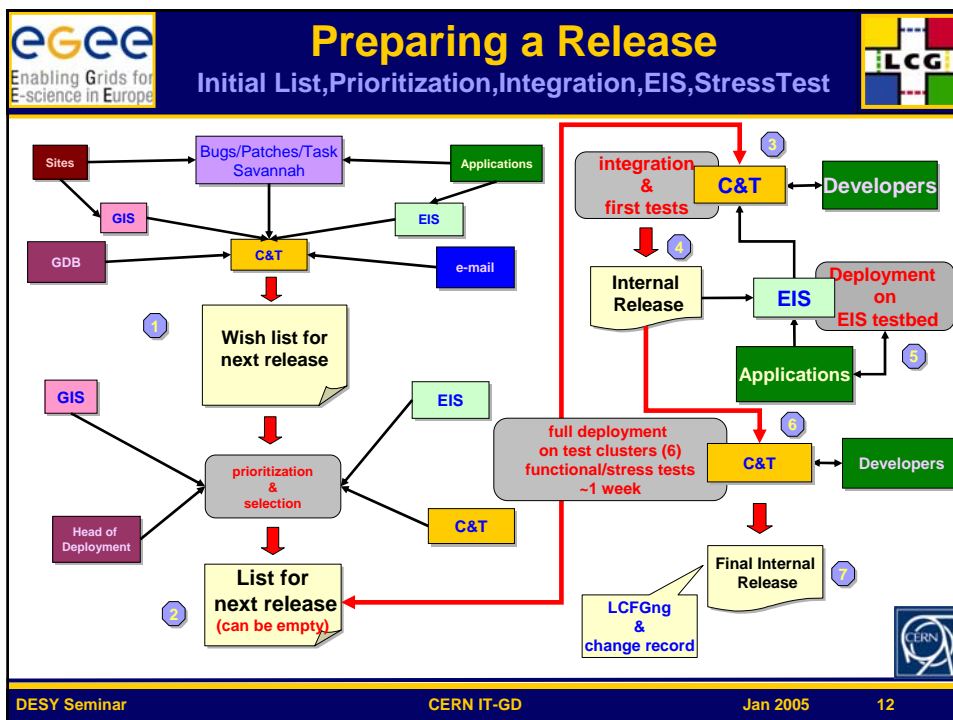 egee
Enabling Grids for
E-science in Europe
Preparing a Release
Initial List,Prioritization,Integration,EIS,StressTest
LCG
Sites
Bugs/Patches/Task
Savannah
Applications
GIS
EIS
GDB
C&T
e-mail
1
Wish list for
next release
GIS
EIS
prioritization
&
selection
Head of
Deployment
C&T
2
List for
next release
(can be empty)
3
integration
&
first tests
C&T
Developers
4
Internal
Release
EIS
Deployment
on
EIS testbed
5
Applications
6
full deployment
on test clusters (6)
functional/stress tests
~1 week
C&T
Developers
Final Internal
Release
7
LCFGng
&
change record
CERN
DESY Seminar
CERN IT-GD
Jan 2005
12